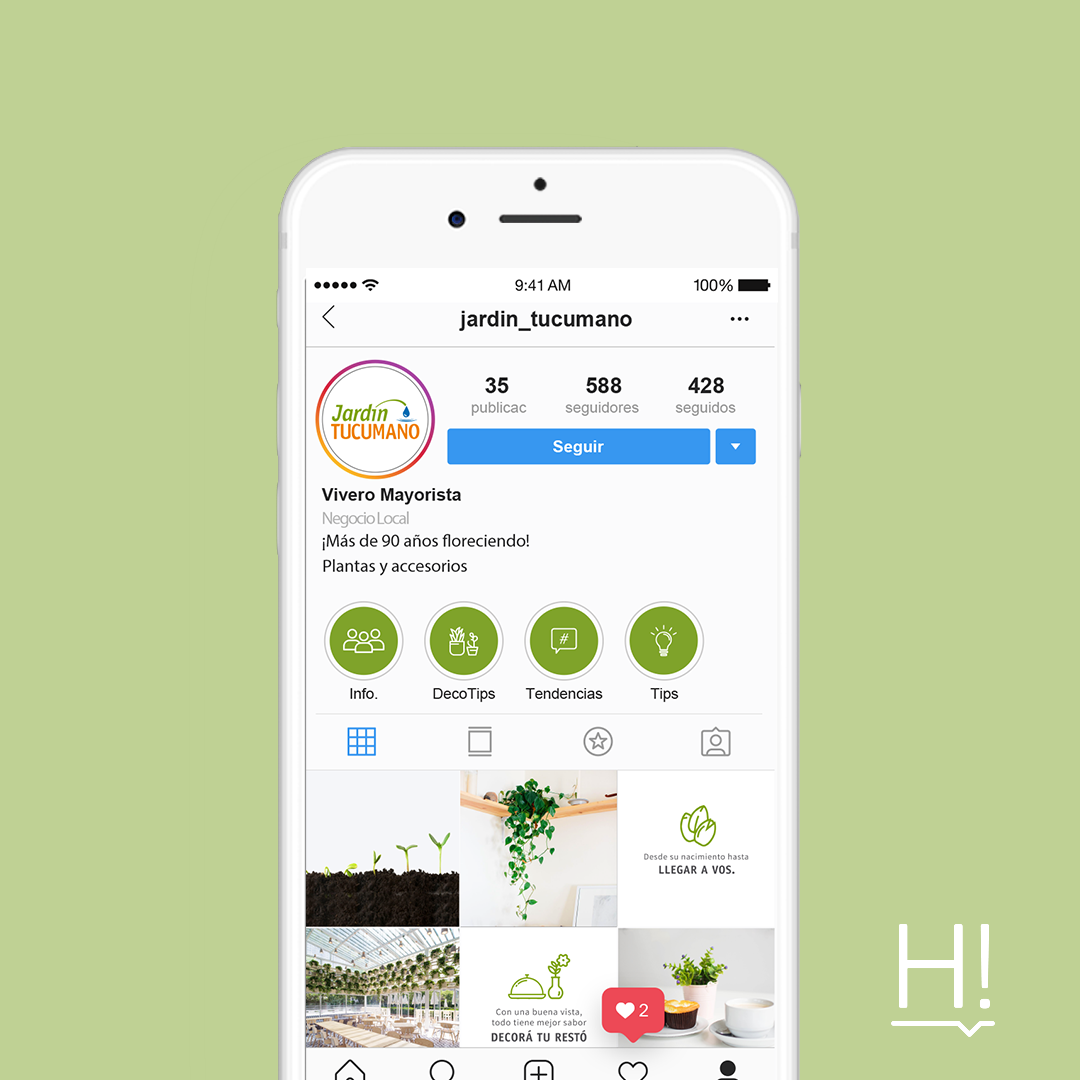 9:41 AM
100%
jardin_tucumano
Jardín
TUCUMANO
35
588
428
publicac
seguidores
seguidos
Seguir
Vivero Mayorista
Negocio Local
¡Más de 90 años floreciendo!
Plantas y accesorios
#
Info.
DecoTips
Tendencias
Tips
Desde su nacimiento hasta
LLEGAR A VOS.
Con una buena vista,
todo tiene mejor sabor
DECORÁ TU RESTÓ
2
H!